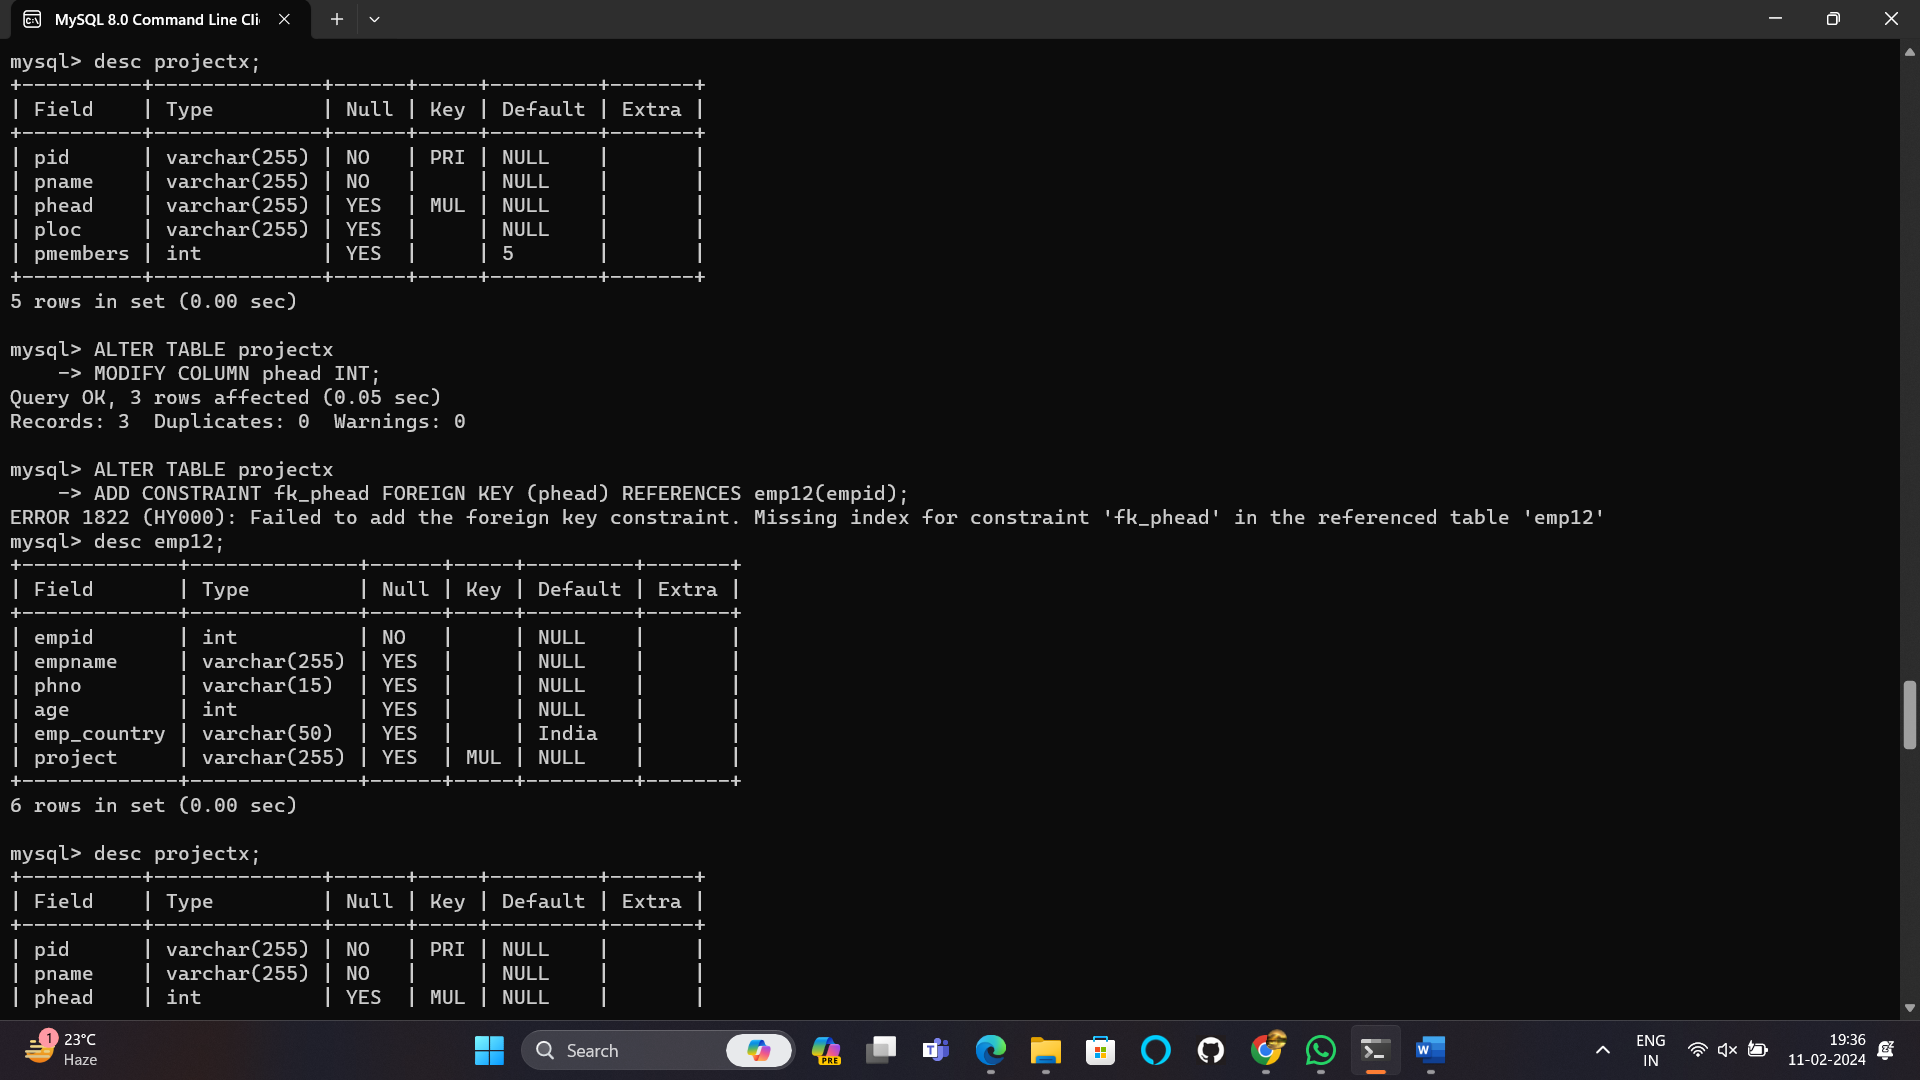 MySQL 8.0 Command Line Cli
mysql> desc projectx;
+----------+--------------+------+-----+---------+-------+
| Field    | Type         | Null | Key | Default | Extra |
+----------+--------------+------+-----+---------+-------+
| pid      | varchar(255) | NO   | PRI | NULL    |       |
| pname    | varchar(255) | NO   |     | NULL    |       |
| phead    | varchar(255) | YES  | MUL | NULL    |       |
| ploc     | varchar(255) | YES  |     | NULL    |       |
| pmembers | int          | YES  |     | 5       |       |
+----------+--------------+------+-----+---------+-------+
5 rows in set (0.00 sec)
mysql> ALTER TABLE projectx
    -> MODIFY COLUMN phead INT;
Query OK, 3 rows affected (0.05 sec)
Records: 3  Duplicates: 0  Warnings: 0
mysql> ALTER TABLE projectx
    -> ADD CONSTRAINT fk_phead FOREIGN KEY (phead) REFERENCES emp12(empid);
ERROR 1822 (HY000): Failed to add the foreign key constraint. Missing index for constraint 'fk_phead' in the referenced table 'emp12'
mysql> desc emp12;
+-------------+--------------+------+-----+---------+-------+
| Field       | Type         | Null | Key | Default | Extra |
+-------------+--------------+------+-----+---------+-------+
| empid       | int          | NO   |     | NULL    |       |
| empname     | varchar(255) | YES  |     | NULL    |       |
| phno        | varchar(15)  | YES  |     | NULL    |       |
| age         | int          | YES  |     | NULL    |       |
| emp_country | varchar(50)  | YES  |     | India   |       |
| project     | varchar(255) | YES  | MUL | NULL    |       |
+-------------+--------------+------+-----+---------+-------+
6 rows in set (0.00 sec)
mysql> desc projectx;
+----------+--------------+------+-----+---------+-------+
| Field    | Type         | Null | Key | Default | Extra |
+----------+--------------+------+-----+---------+-------+
| pid      | varchar(255) | NO   | PRI | NULL    |       |
| pname    | varchar(255) | NO   |     | NULL    |       |
| phead    | int          | YES  | MUL | NULL    |       |
1
23°C
Haze
Search
PRE
ENG
IN
19:36
11-02-2024